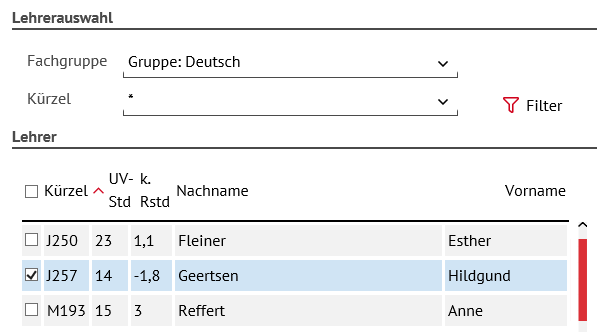 Lehrerauswahl
Fachgruppe Gruppe: Deutsch
Kürzel * Filter
Lehrer
Kürzel UV-Std k. Rstd Nachname Vorname
J250 23 1,1 Fleiner Esther
J257 14 -1,8 Geertsen Hildgund
M193 15 3 Reffert Anne